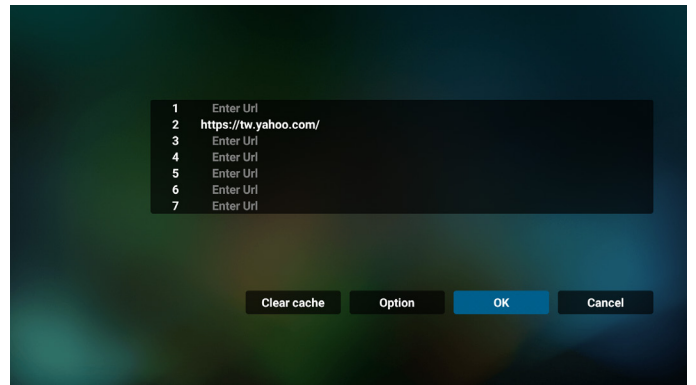 1 Enter Url
2 https://tw.yahoo.com/
3 Enter Url
4 Enter Url
5 Enter Url
6 Enter Url
7 Enter Url
Clear cache Option OK Cancel